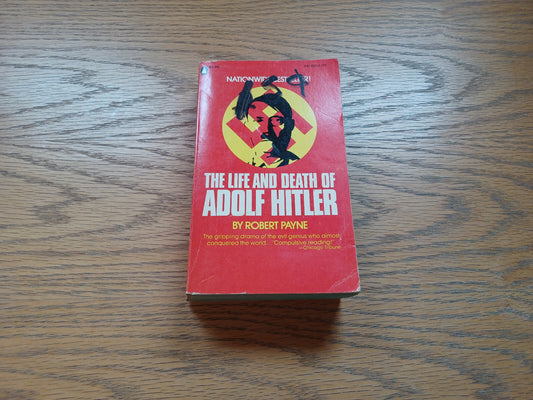 NATIONWIDE BESTSELLER!
THE LIFE AND DEATH OF
ADOLF HITLER
BY ROBERT PAYNE
The gripping drama of the evil genius who almost
conquered the world... "Compulsive reading!"
—Chicago Tribune